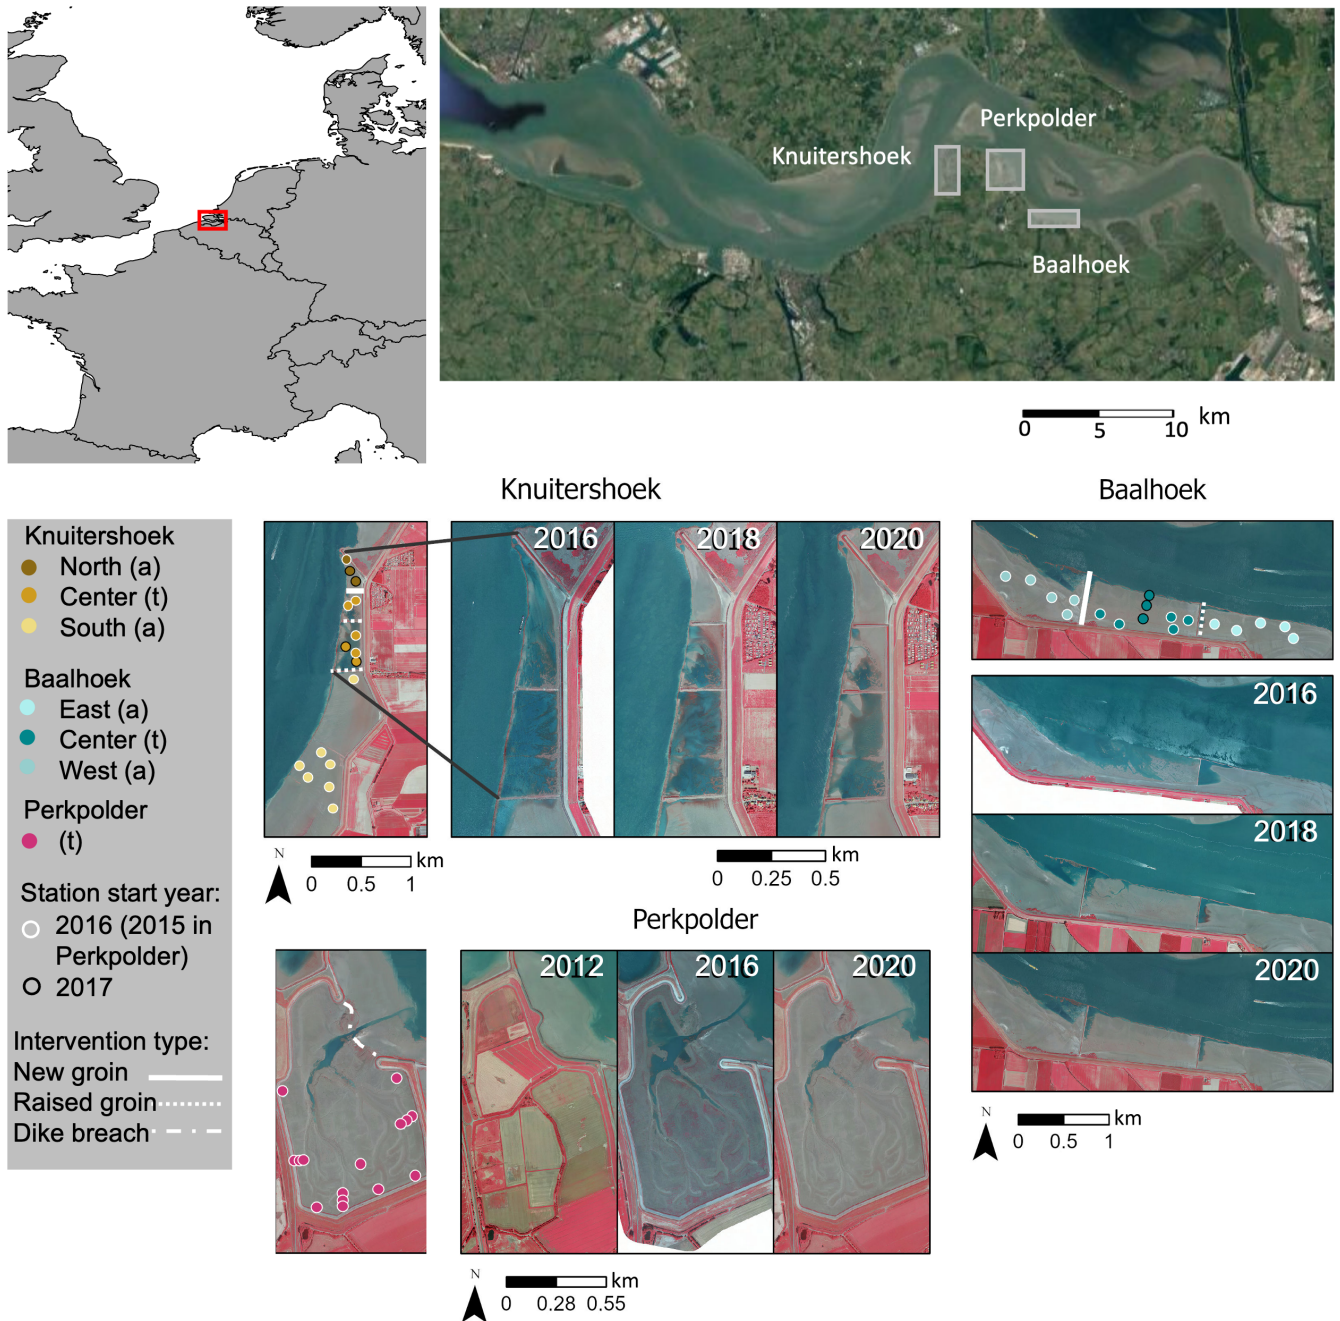 Perkpolder
Knuitershoek
Baalhoek
km
0 5 10
Knuitershoek
Baalhoek
Knuitershoek
North (a)
Center (t)
South (a)
Baalhoek
East (a)
Center (t)
West (a)
Perkpolder
(t)
Station start year:
2016 (2015 in
Perkpolder)
2017
Intervention type:
New groin
Raised groin
Dike breach
2016 2018 2020
N
km
0 0.5 1
km
0 0.25 0.5
2016
2018
2020
N
km
0 0.5 1
Perkpolder
2012 2016 2020
N
km
0 0.28 0.55